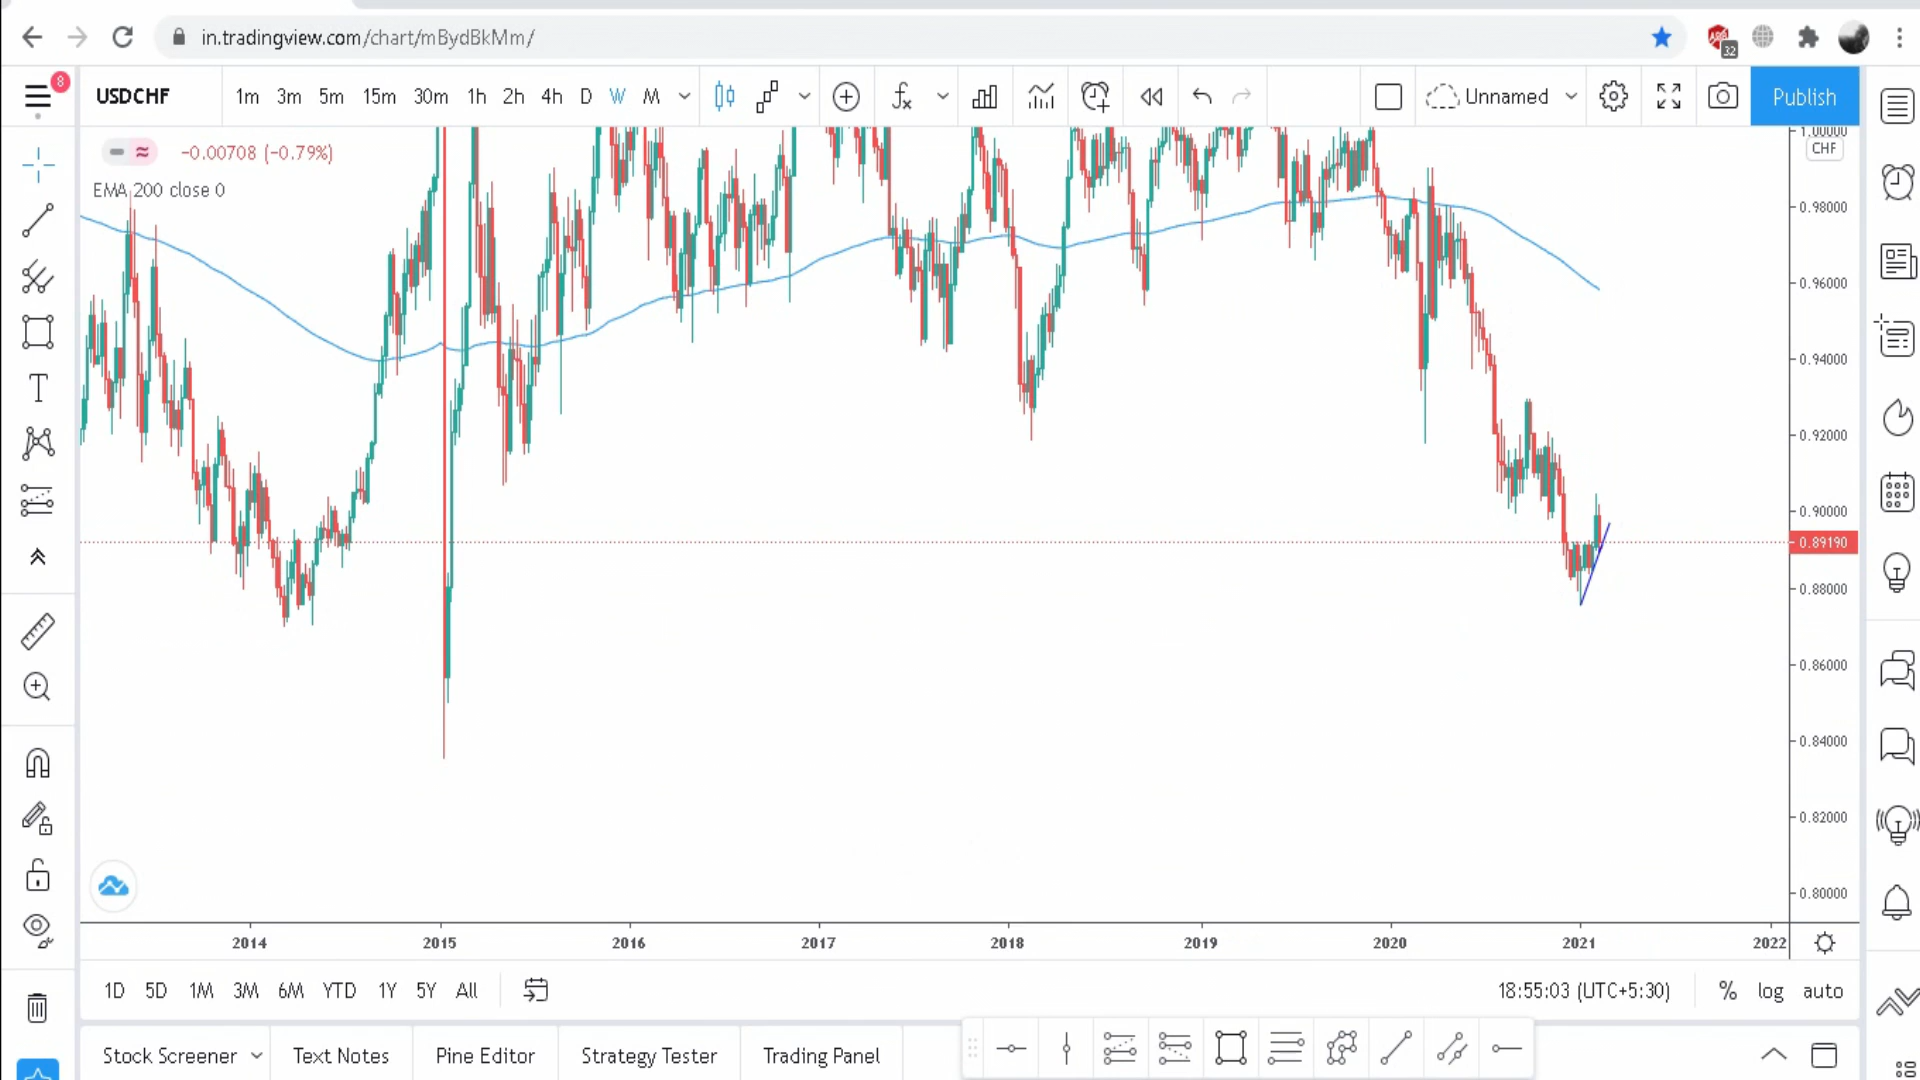 in.tradingview.com/chart/mBydBkMm/
32
8
USDCHF 1m 3m 5m 15m 30m 1h 2h 4h D W M Unnamed Publish
−0.00708 (−0.79%)
EMA 200 close 0
1.00000
CHF
0.98000
0.96000
0.94000
0.92000
0.90000
0.89190
0.88000
0.86000
0.84000
0.82000
0.80000
2014 2015 2016 2017 2018 2019 2020 2021 2022
1D 5D 1M 3M 6M YTD 1Y 5Y All 18:55:03 (UTC+5:30) % log auto
Stock Screener Text Notes Pine Editor Strategy Tester Trading Panel